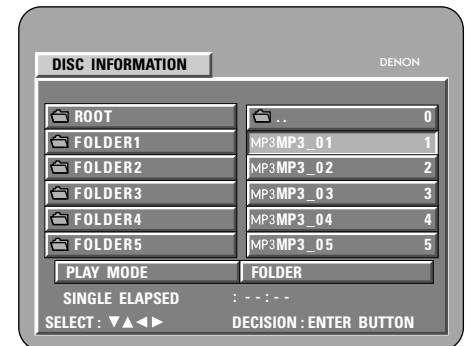 DISC INFORMATION DENON
ROOT .. 0
FOLDER1 MP3 MP3_01 1
FOLDER2 MP3 MP3_02 2
FOLDER3 MP3 MP3_03 3
FOLDER4 MP3 MP3_04 4
FOLDER5 MP3 MP3_05 5
PLAY MODE FOLDER
SINGLE ELAPSED : --:--
SELECT : ▼▲◄► DECISION : ENTER BUTTON